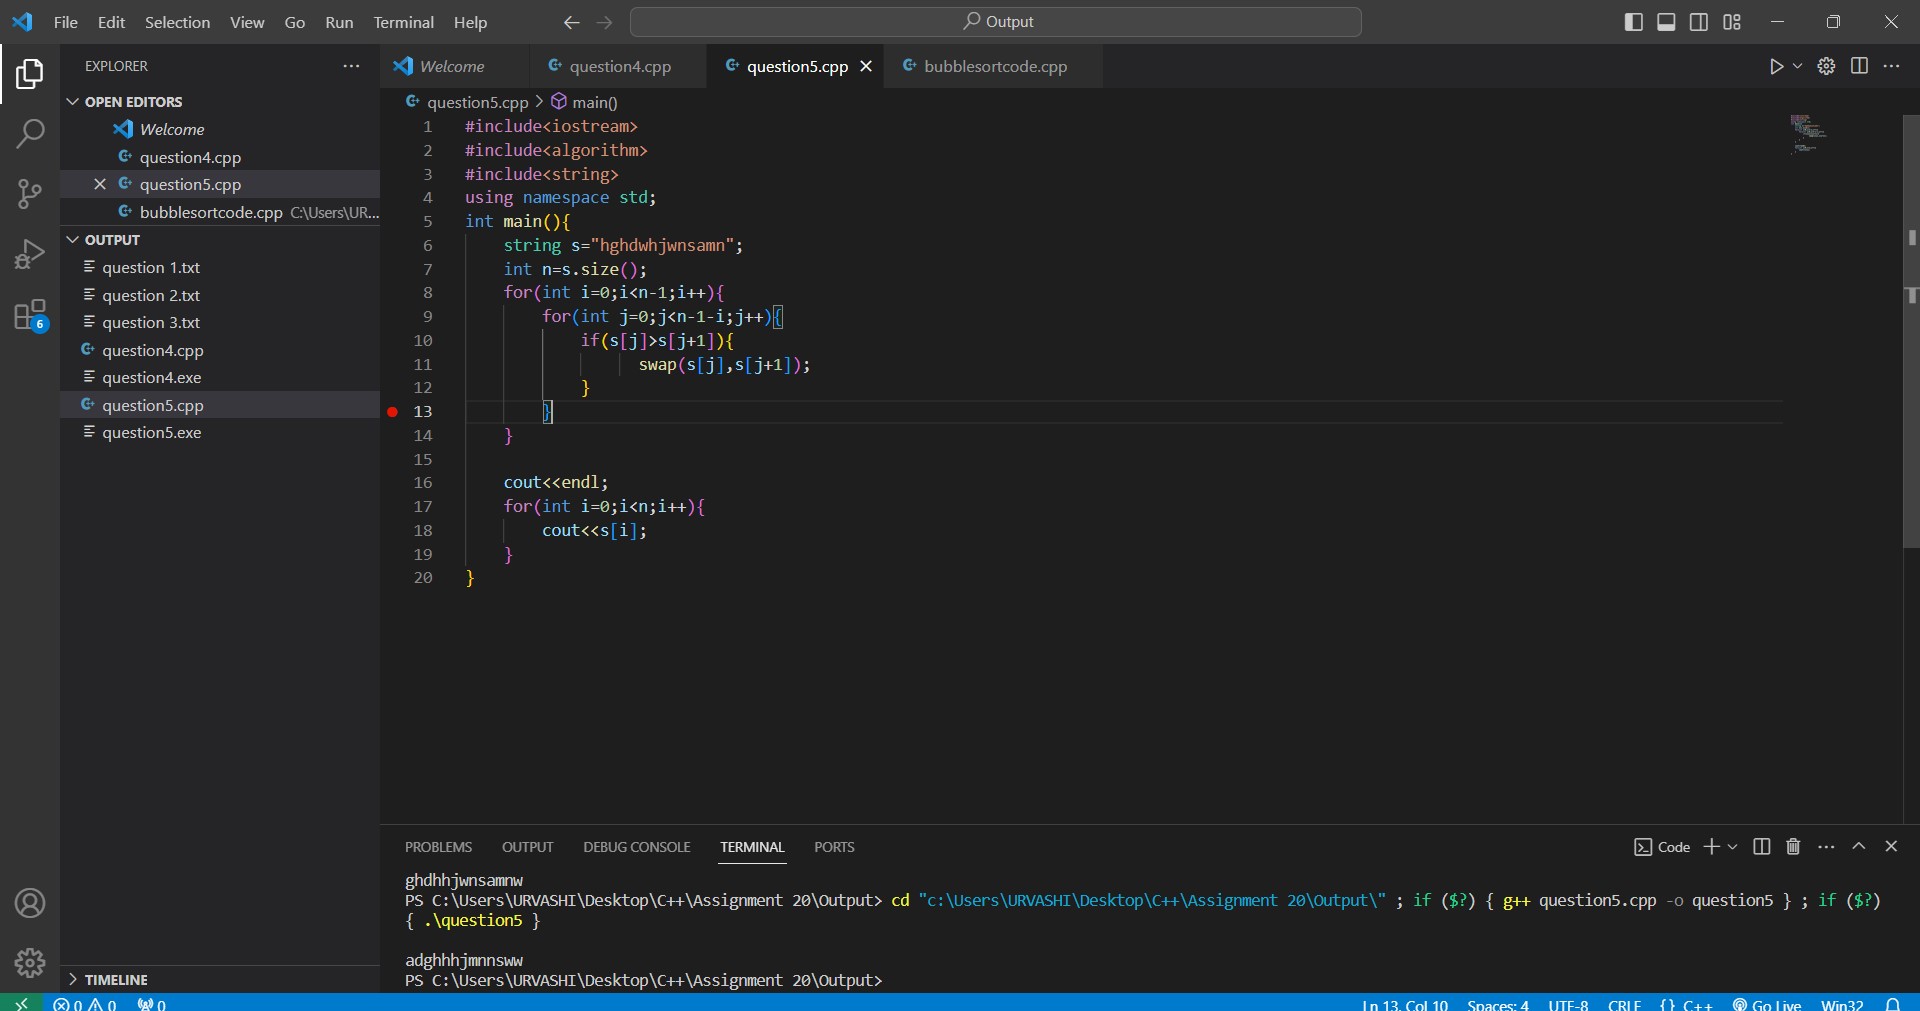 File Edit Selection View Go Run Terminal Help
Output
EXPLORER
OPEN EDITORS
Welcome
question4.cpp
question5.cpp
bubblesortcode.cpp C:\Users\UR...
OUTPUT
question 1.txt
question 2.txt
question 3.txt
question4.cpp
question4.exe
question5.cpp
question5.exe
6
TIMELINE
Welcome question4.cpp question5.cpp bubblesortcode.cpp
question5.cpp > main()
1 #include<iostream>
2 #include<algorithm>
3 #include<string>
4 using namespace std;
5 int main(){
6 string s="hghdwhjwnsamn";
7 int n=s.size();
8 for(int i=0;i<n-1;i++){
9 for(int j=0;j<n-1-i;j++){
10 if(s[j]>s[j+1]){
11 swap(s[j],s[j+1]);
12 }
13 }
14 }
15
16 cout<<endl;
17 for(int i=0;i<n;i++){
18 cout<<s[i];
19 }
20 }
PROBLEMS OUTPUT DEBUG CONSOLE TERMINAL PORTS
Code
ghdhhjwnsamnw
PS C:\Users\URVASHI\Desktop\C++\Assignment 20\Output> cd "c:\Users\URVASHI\Desktop\C++\Assignment 20\Output\" ; if ($?) { g++ question5.cpp -o question5 } ; if ($?)
{ .\question5 }
adghhhjmnnsww
PS C:\Users\URVASHI\Desktop\C++\Assignment 20\Output>
0 0 0 Ln 13, Col 10 Spaces: 4 UTF-8 CRLF {} C++ Go Live Win32